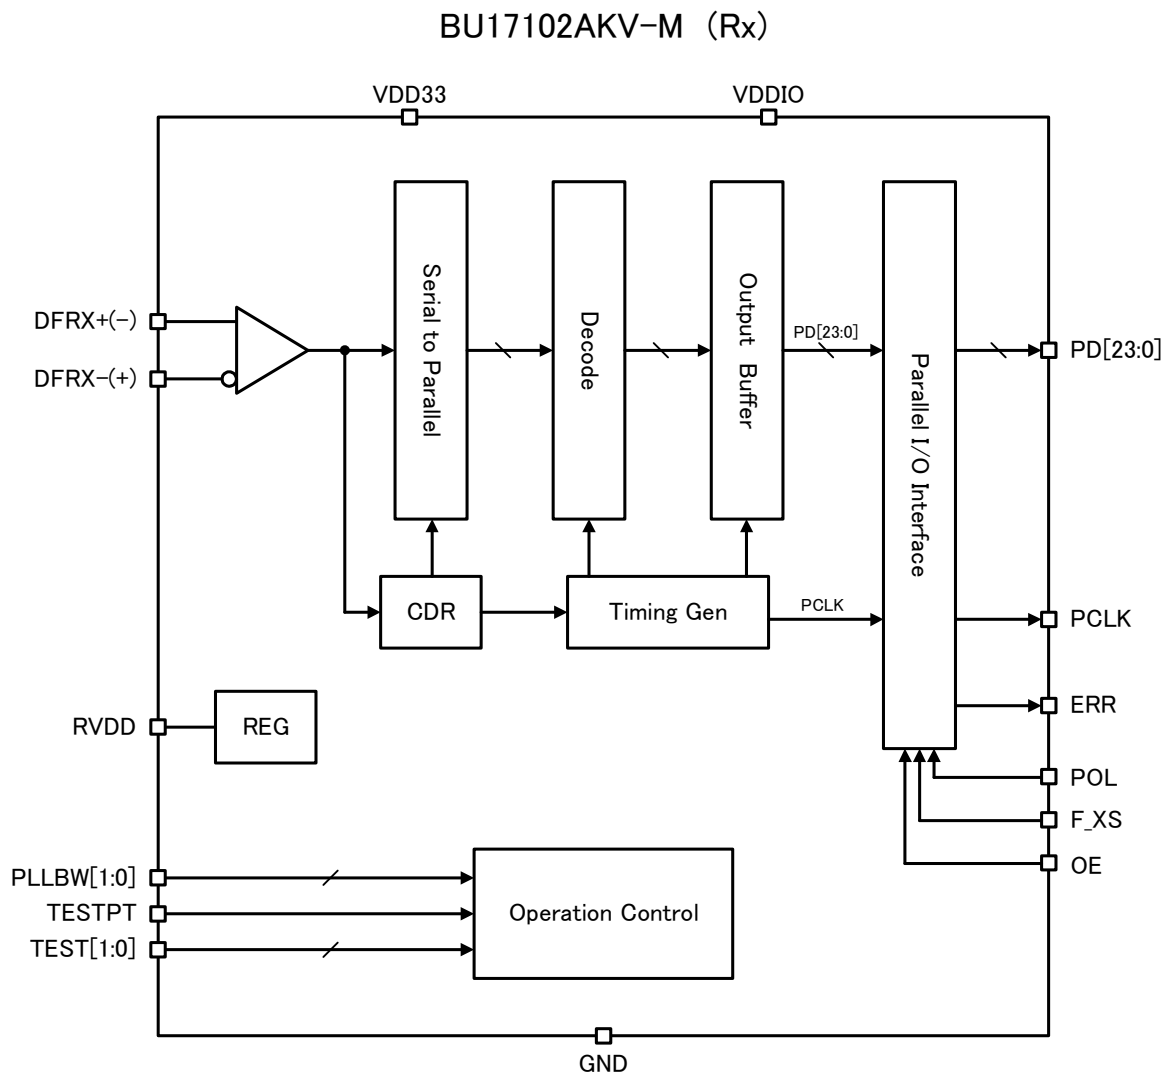 BU17102AKV-M (Rx)
VDD33
VDDIO
DFRX+(-)
DFRX-(+)
Serial to Parallel
Decode
Output Buffer
PD[23:0]
Parallel I/O Interface
PD[23:0]
CDR
Timing Gen
PCLK
PCLK
RVDD
REG
ERR
POL
F_XS
OE
PLLBW[1:0]
TESTPT
TEST[1:0]
Operation Control
GND